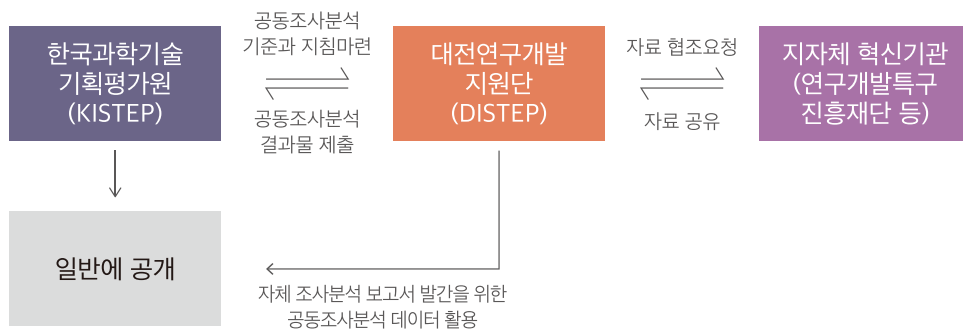 한국과학기술
기획평가원
(KISTEP)
공동조사분석
기준과 지침마련
공동조사분석
결과물 제출
대전연구개발
지원단
(DISTEP)
자료 협조요청
자료 공유
지자체 혁신기관
(연구개발특구
진흥재단 등)
일반에 공개
자체 조사분석 보고서 발간을 위한
공동조사분석 데이터 활용